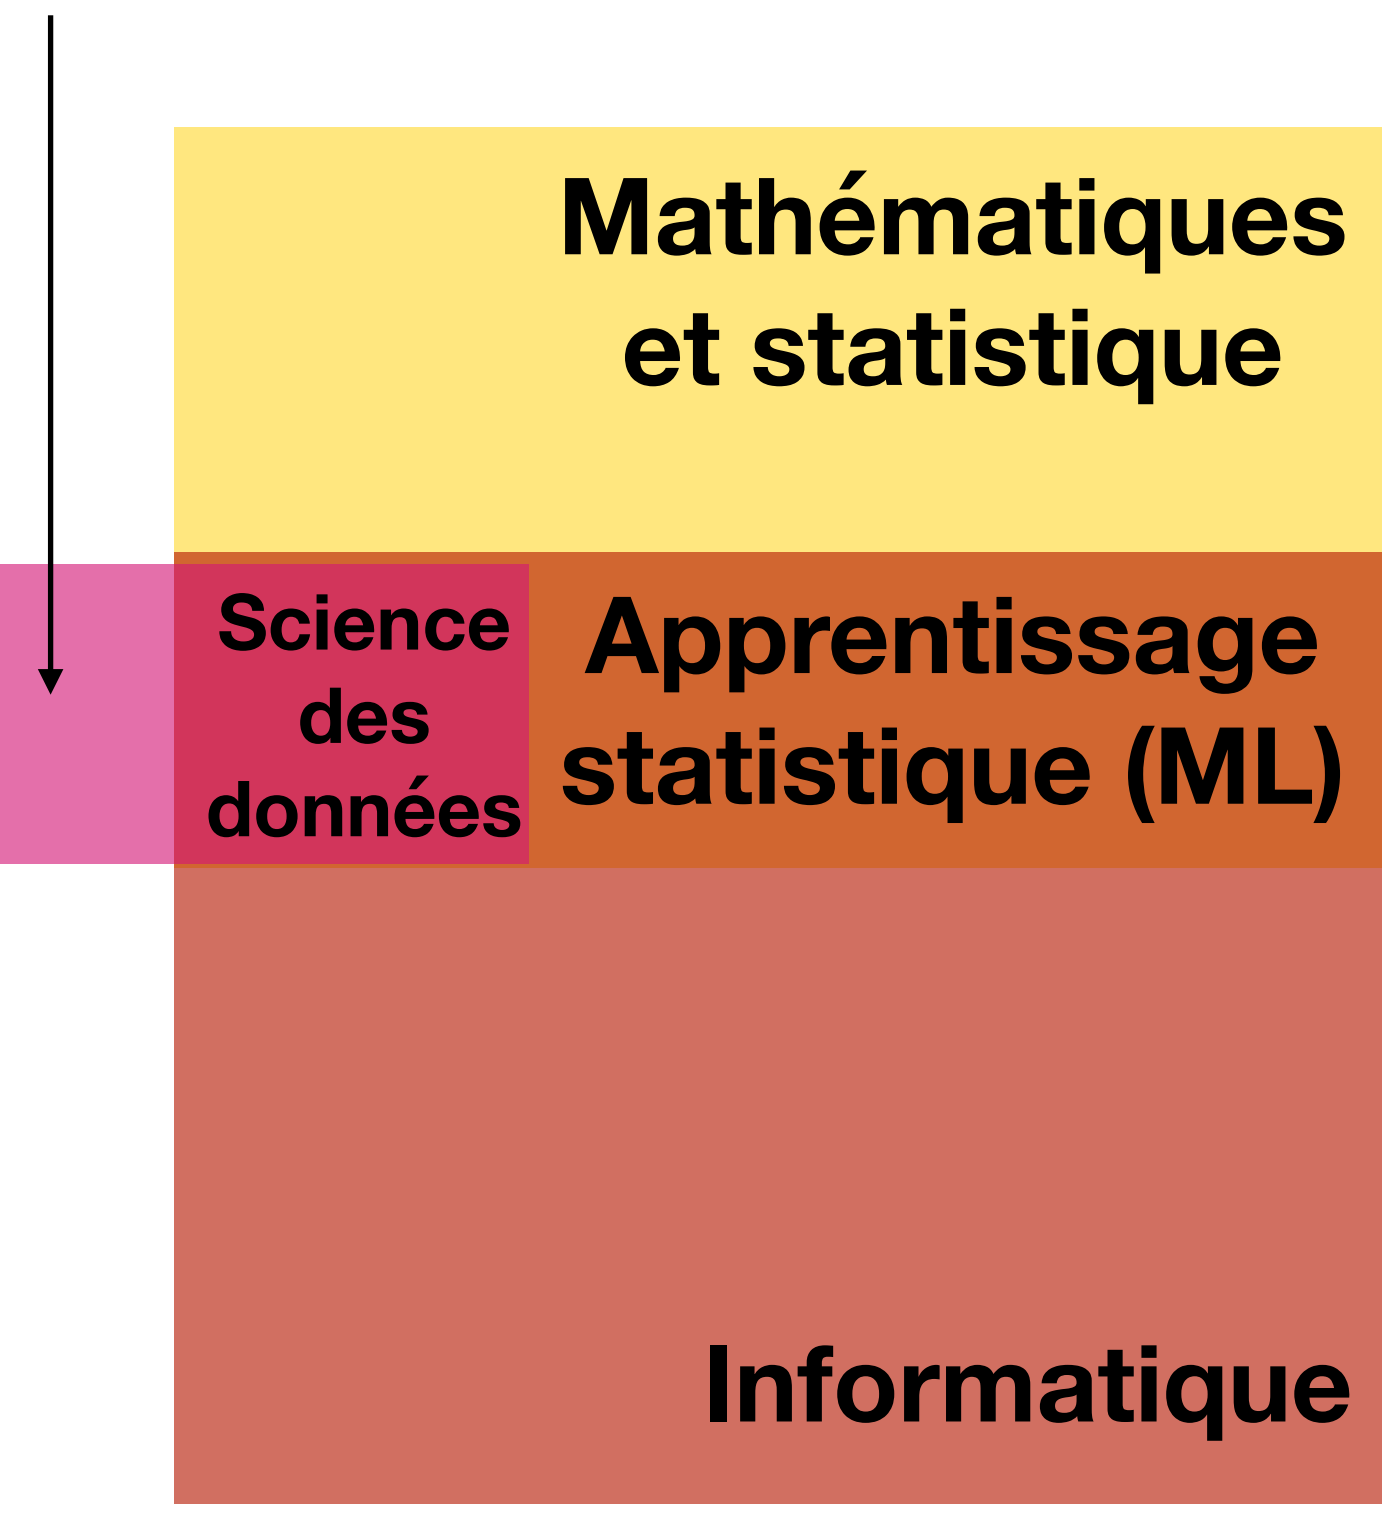 Mathématiques
et statistique
Science
des
données
Apprentissage
statistique (ML)
Informatique